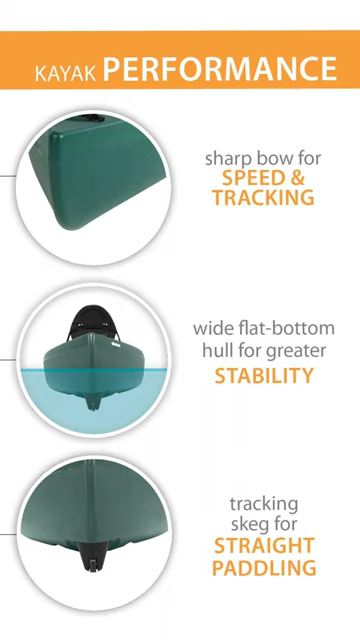 KAYAK PERFORMANCE
sharp bow for
SPEED &
TRACKING
wide flat-bottom
hull for greater
STABILITY
tracking
skeg for
STRAIGHT
PADDLING